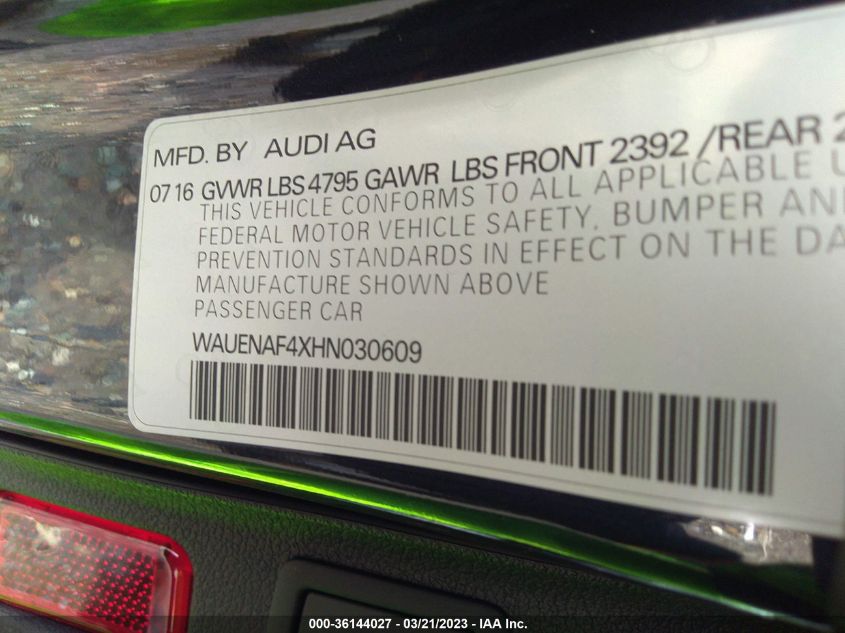 MFD. BY AUDI AG
07 16 GVWR LBS 4795 GAWR LBS FRONT 2392 /REAR 2
THIS VEHICLE CONFORMS TO ALL APPLICABLE U
FEDERAL MOTOR VEHICLE SAFETY, BUMPER AN
PREVENTION STANDARDS IN EFFECT ON THE DA
MANUFACTURE SHOWN ABOVE
PASSENGER CAR
WAUENAF4XHN030609
000-36144027 - 03/21/2023 - IAA Inc.